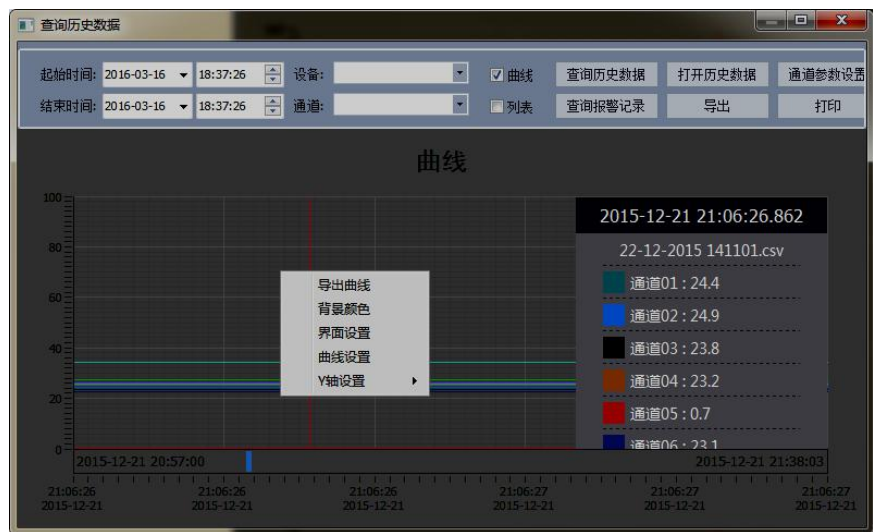 查询历史数据
起始时间: 2016-03-16 18:37:26 设备: 曲线 查询历史数据 打开历史数据 通道参数设置
结束时间: 2016-03-16 18:37:26 通道: 列表 查询报警记录 导出 打印
曲线
100
80
60
40
20
0
2015-12-21 21:06:26.862
22-12-2015 141101.csv
通道01 : 24.4
通道02 : 24.9
通道03 : 23.8
通道04 : 23.2
通道05 : 0.7
通道06 : 23.1
导出曲线
背景颜色
界面设置
曲线设置
Y轴设置
2015-12-21 20:57:00 2015-12-21 21:38:03
21:06:26 21:06:26 21:06:26 21:06:27 21:06:27 21:06:27
2015-12-21 2015-12-21 2015-12-21 2015-12-21 2015-12-21 2015-12-21